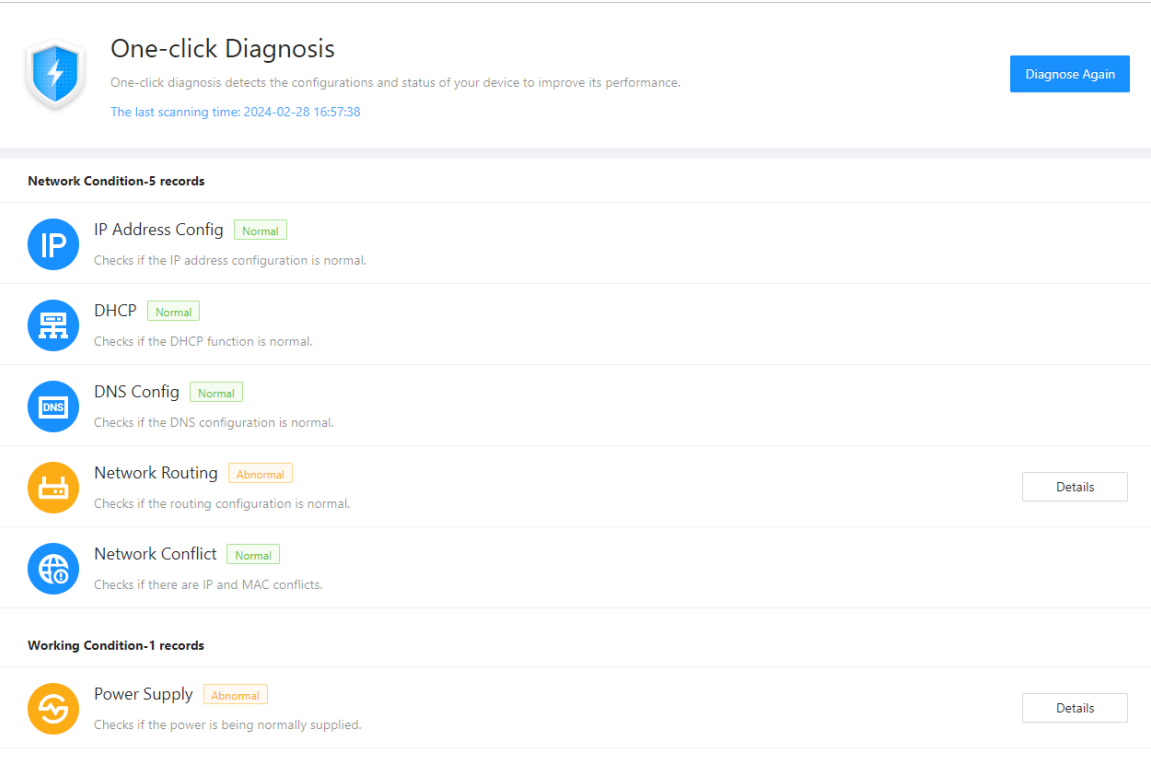 One-click Diagnosis
One-click diagnosis detects the configurations and status of your device to improve its performance.
Diagnose Again
The last scanning time: 2024-02-28 16:57:38
Network Condition-5 records
IP
IP Address Config Normal
Checks if the IP address configuration is normal.
DHCP Normal
Checks if the DHCP function is normal.
DNS
DNS Config Normal
Checks if the DNS configuration is normal.
Network Routing Abnormal
Details
Checks if the routing configuration is normal.
Network Conflict Normal
Checks if there are IP and MAC conflicts.
Working Condition-1 records
Power Supply Abnormal
Details
Checks if the power is being normally supplied.